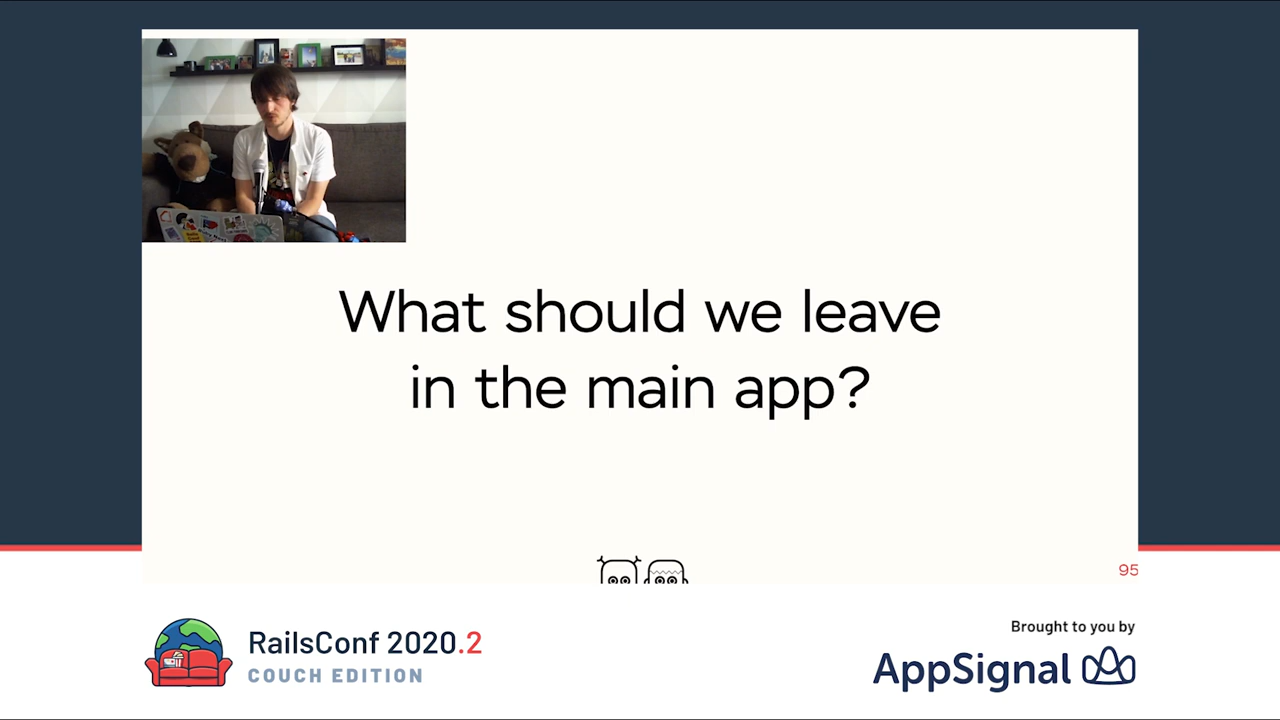 What should we leave
in the main app?
95
RailsConf 2020.2
COUCH EDITION
Brought to you by
AppSignal